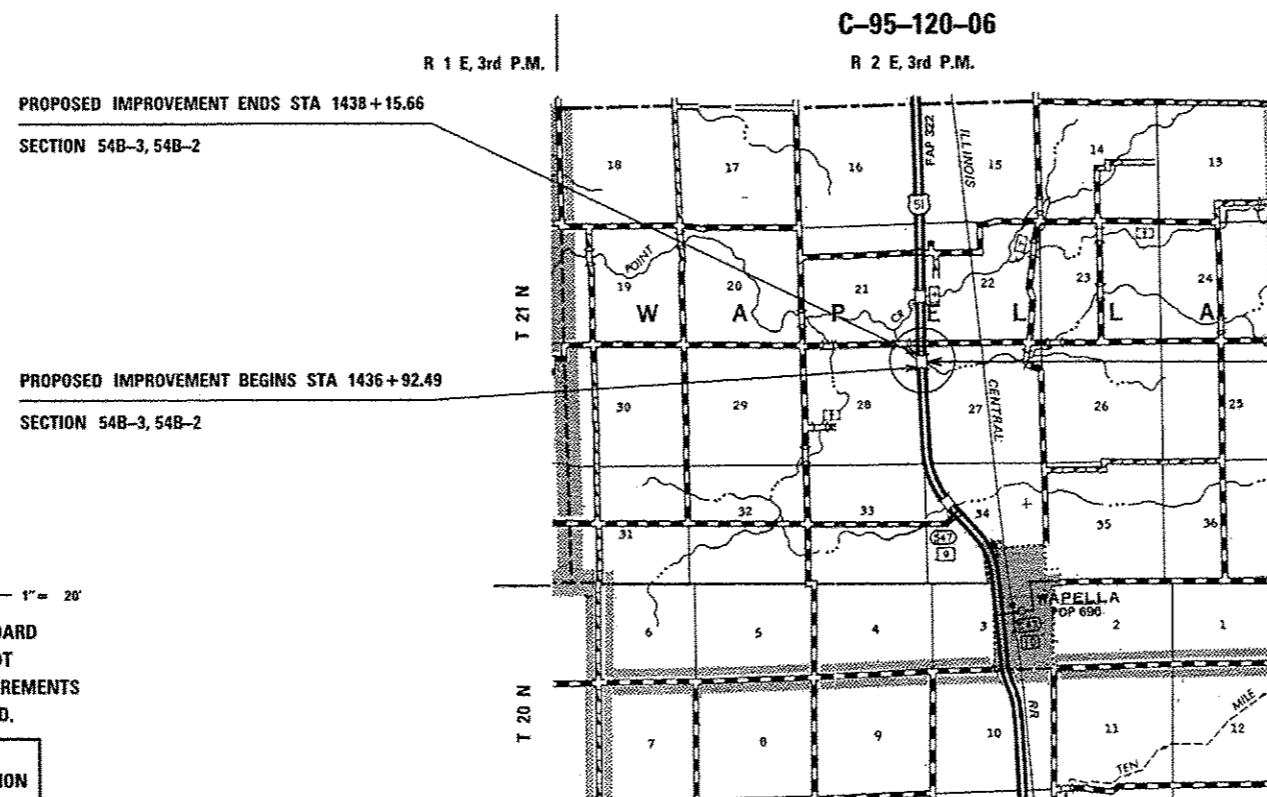 C–95–120–06
R 1 E, 3rd P.M.
R 2 E, 3rd P.M.
PROPOSED IMPROVEMENT ENDS STA 1438+15.66
SECTION 54B–3, 54B–2
FAP 322
ILLINOIS
18
17
16
15
14
13
51
POINT
T 21 N
19
20
21
22
23
24
W A P E L L A
CR
PROPOSED IMPROVEMENT BEGINS STA 1436+92.49
SECTION 54B–3, 54B–2
30
29
28
27
CENTRAL
26
25
31
32
33
34
35
36
9
1"= 20'
WAPELLA
POP 690
OARD
OT
REMENTS
D.
ION
6
5
4
3
2
1
T 20 N
7
8
9
10
RR
11
12
TEN
MILE